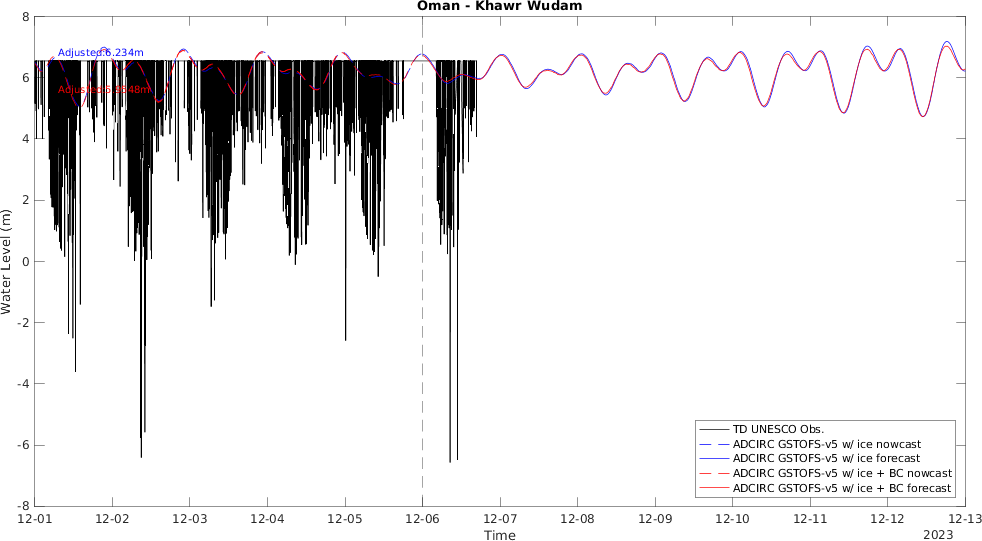 Oman - Khawr Wudam
8
6
4
2
0
-2
-4
-6
-8
Water Level (m)
Adjusted:6.234m
TD UNESCO Obs.
ADCIRC GSTOFS-v5 w/ ice nowcast
ADCIRC GSTOFS-v5 w/ ice forecast
ADCIRC GSTOFS-v5 w/ ice + BC nowcast
ADCIRC GSTOFS-v5 w/ ice + BC forecast
12-01 12-02 12-03 12-04 12-05 12-06 12-07 12-08 12-09 12-10 12-11 12-12 12-13
Time
2023